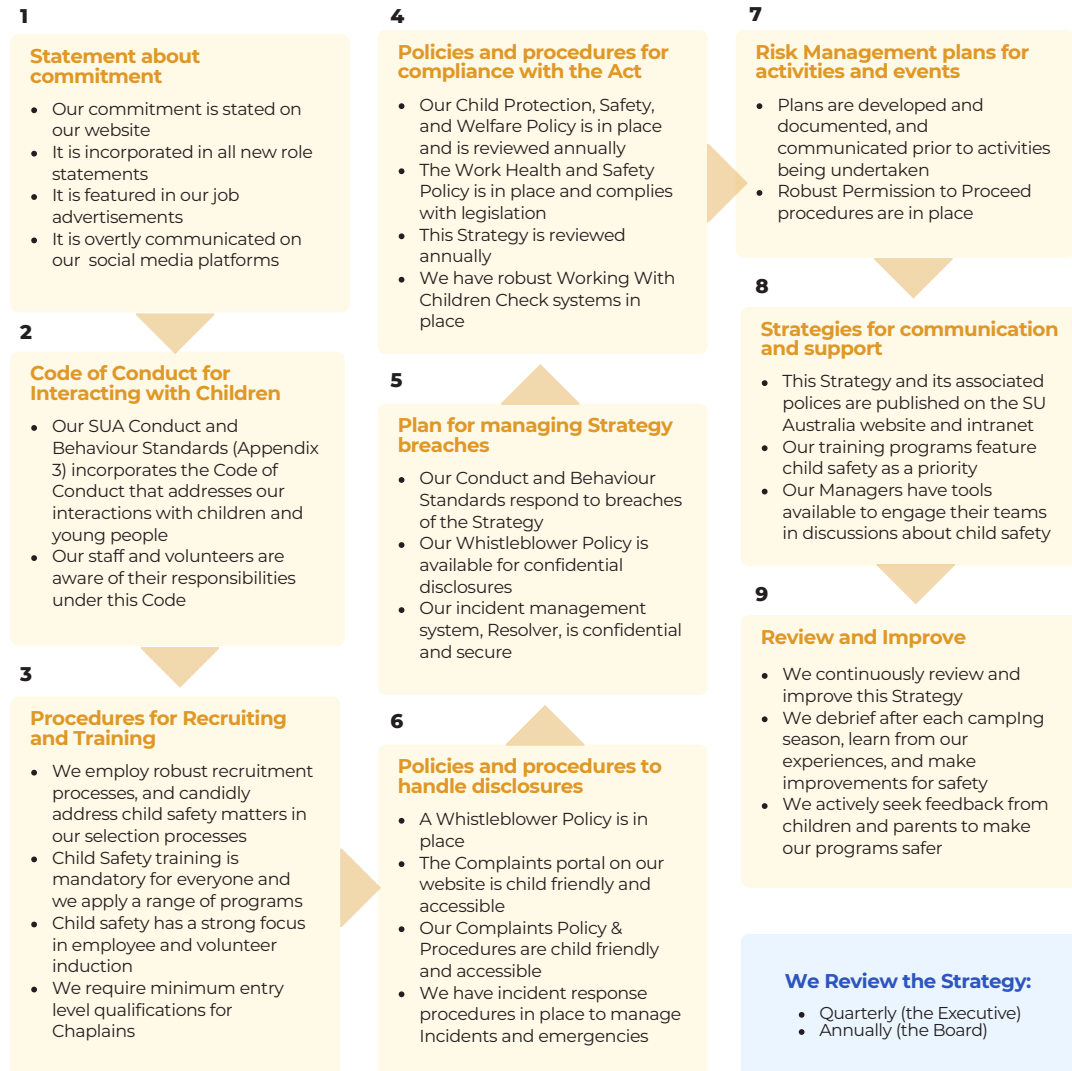 1
Statement about
commitment
• Our commitment is stated on
our website
• It is incorporated in all new role
statements
• It is featured in our job
advertisements
• It is overtly communicated on
our social media platforms
2
Code of Conduct for
Interacting with Children
• Our SUA Conduct and
Behaviour Standards (Appendix
3) incorporates the Code of
Conduct that addresses our
interactions with children and
young people
• Our staff and volunteers are
aware of their responsibilities
under this Code
3
Procedures for Recruiting
and Training
• We employ robust recruitment
processes, and candidly
address child safety matters in
our selection processes
• Child Safety training is
mandatory for everyone and
we apply a range of programs
• Child safety has a strong focus
in employee and volunteer
induction
• We require minimum entry
level qualifications for
Chaplains
4
Policies and procedures for
compliance with the Act
• Our Child Protection, Safety,
and Welfare Policy is in place
and is reviewed annually
• The Work Health and Safety
Policy is in place and complies
with legislation
• This Strategy is reviewed
annually
• We have robust Working With
Children Check systems in
place
5
Plan for managing Strategy
breaches
• Our Conduct and Behaviour
Standards respond to breaches
of the Strategy
• Our Whistleblower Policy is
available for confidential
disclosures
• Our incident management
system, Resolver, is confidential
and secure
6
Policies and procedures to
handle disclosures
• A Whistleblower Policy is in
place
• The Complaints portal on our
website is child friendly and
accessible
• Our Complaints Policy &
Procedures are child friendly
and accessible
• We have incident response
procedures in place to manage
Incidents and emergencies
7
Risk Management plans for
activities and events
• Plans are developed and
documented, and
communicated prior to activities
being undertaken
• Robust Permission to Proceed
procedures are in place
8
Strategies for communication
and support
• This Strategy and its associated
polices are published on the SU
Australia website and intranet
• Our training programs feature
child safety as a priority
• Our Managers have tools
available to engage their teams
in discussions about child safety
9
Review and Improve
• We continuously review and
improve this Strategy
• We debrief after each campIng
season, learn from our
experiences, and make
improvements for safety
• We actively seek feedback from
children and parents to make
our programs safer
We Review the Strategy:
• Quarterly (the Executive)
• Annually (the Board)